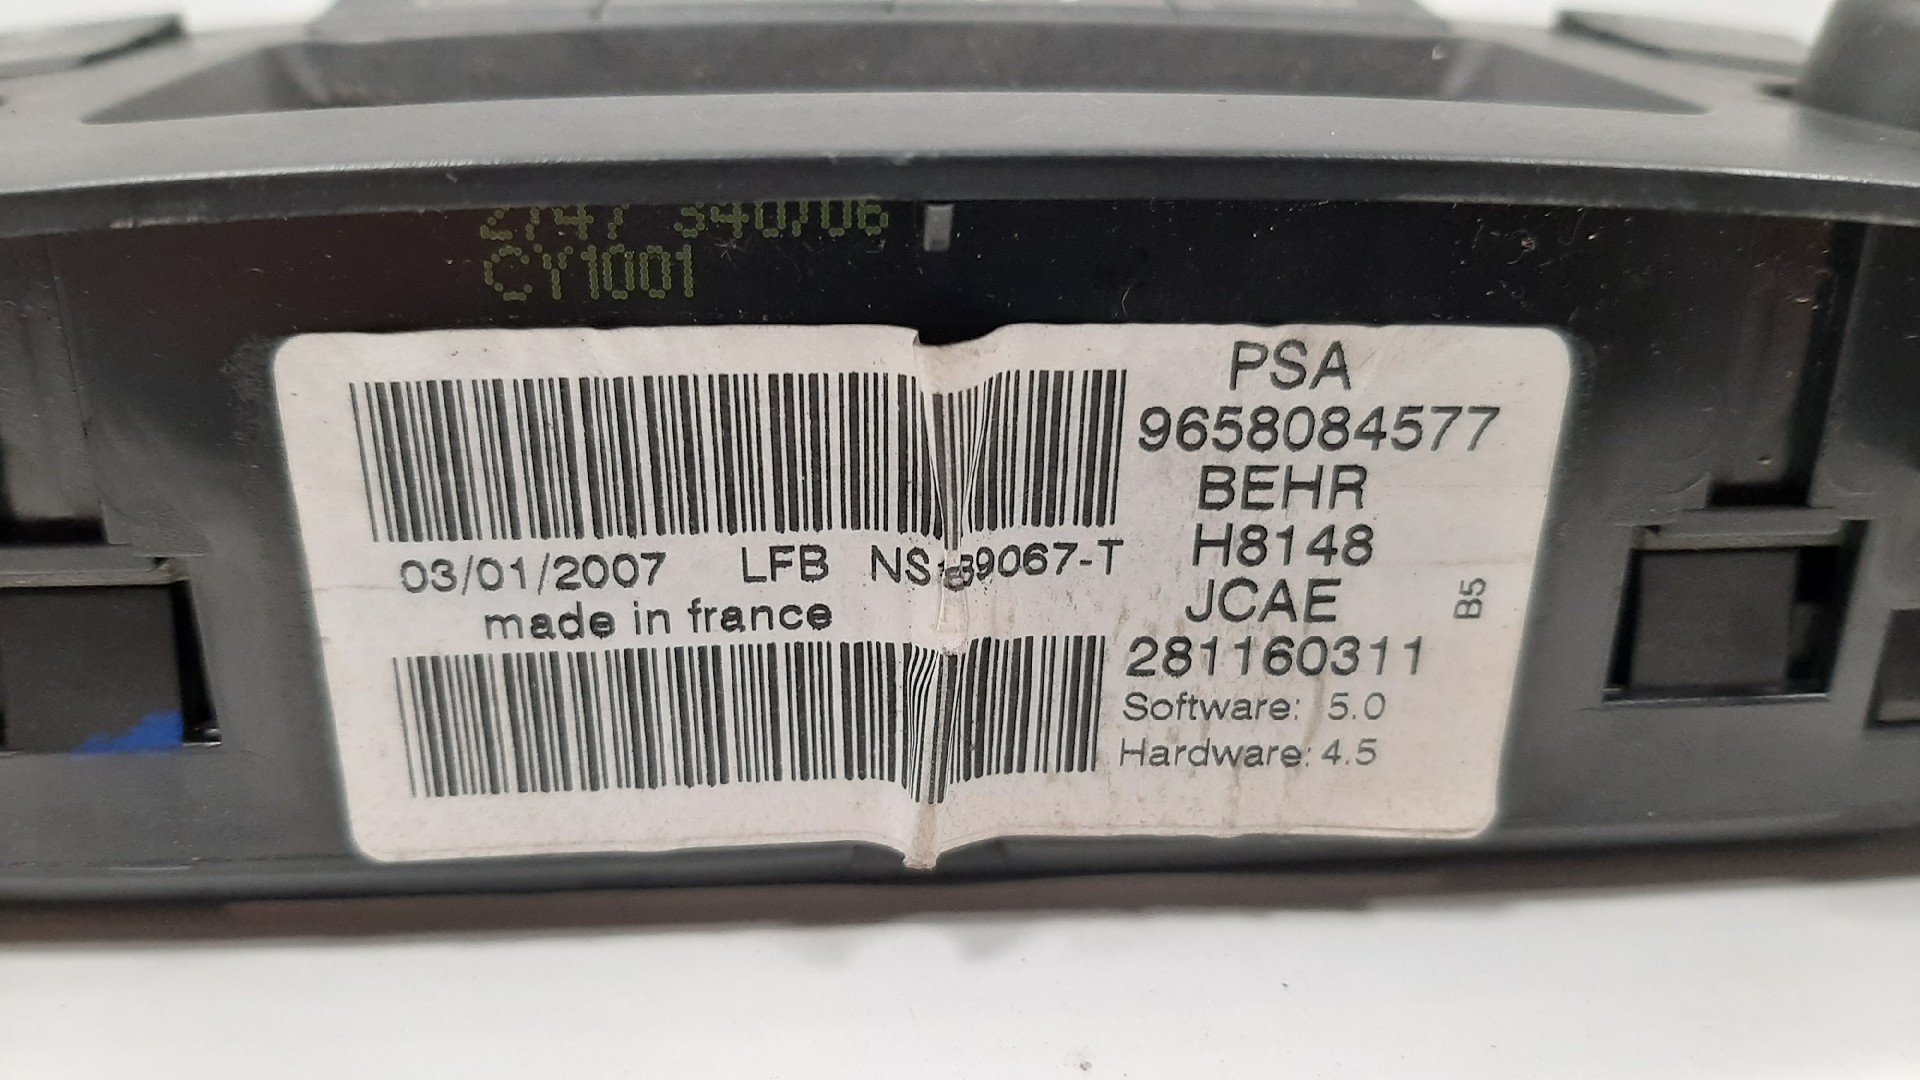 CY1001
PSA
9658084577
BEHR
H8148
JCAE
281160311
Software: 5.0
Hardware: 4.5
B5
03/01/2007 LFB
made in france